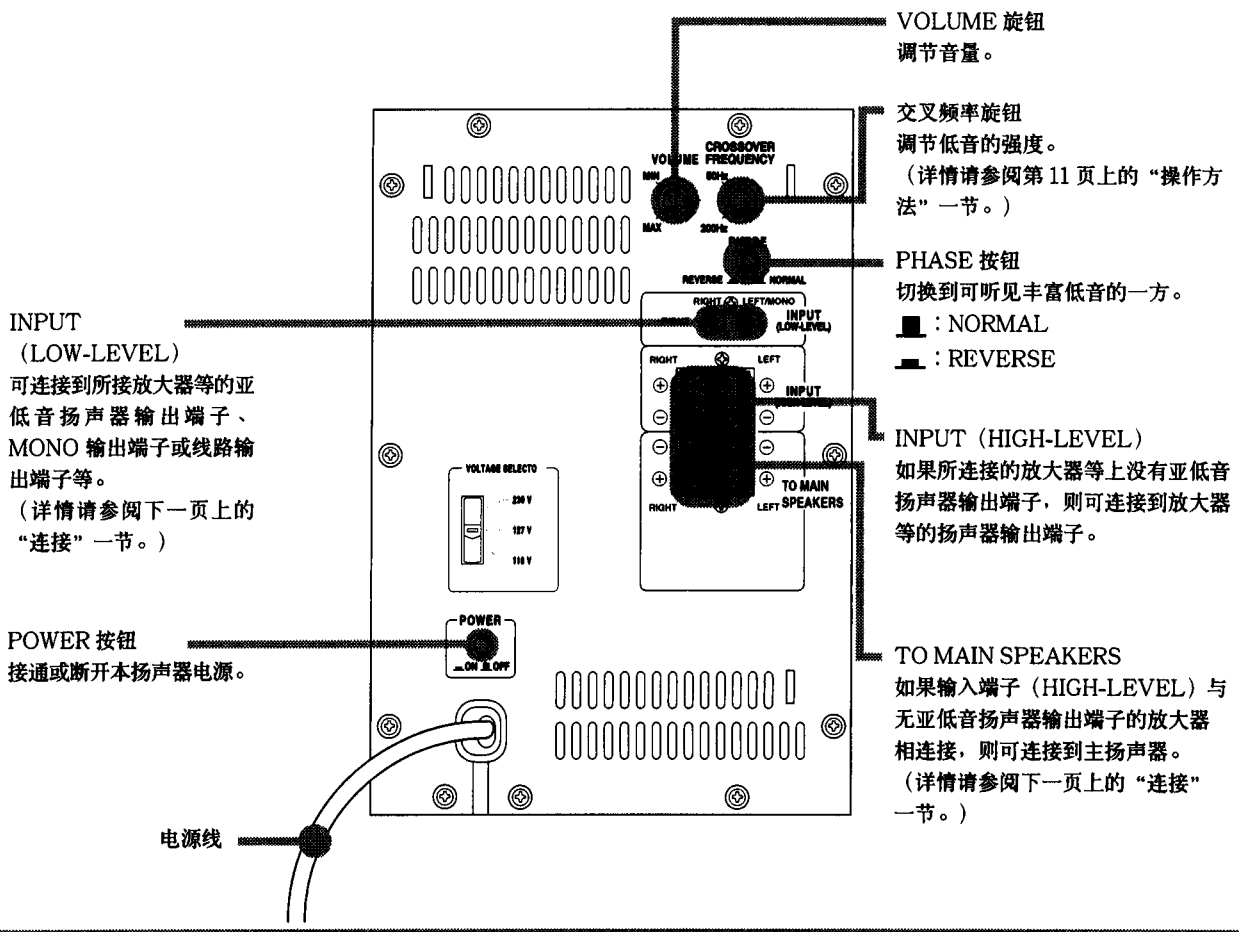 VOLUME 旋钮
调节音量。
交叉频率旋钮
调节低音的强度。
（详情请参阅第 11 页上的“操作方
法”一节。）
PHASE 按钮
切换到可听见丰富低音的一方。
：NORMAL
：REVERSE
INPUT（HIGH-LEVEL）
如果所连接的放大器等上没有亚低音
扬声器输出端子，则可连接到放大器
等的扬声器输出端子。
TO MAIN SPEAKERS
如果输入端子（HIGH-LEVEL）与
无亚低音扬声器输出端子的放大器
相连接，则可连接到主扬声器。
（详情请参阅下一页上的“连接”
一节。）
INPUT
（LOW-LEVEL）
可连接到所接放大器等的亚
低音扬声器输出端子、
MONO 输出端子或线路输
出端子等。
（详情请参阅下一页上的
“连接”一节。）
POWER 按钮
接通或断开本扬声器电源。
电源线
VOLUME
MIN
MAX
CROSSOVER
FREQUENCY
200Hz
REVERSE NORMAL
RIGHT LEFT/MONO
INPUT
(LOW-LEVEL)
RIGHT LEFT
INPUT
TO MAIN
SPEAKERS
RIGHT LEFT
VOLTAGE SELECTO
230 V
127 V
POWER
ON OFF